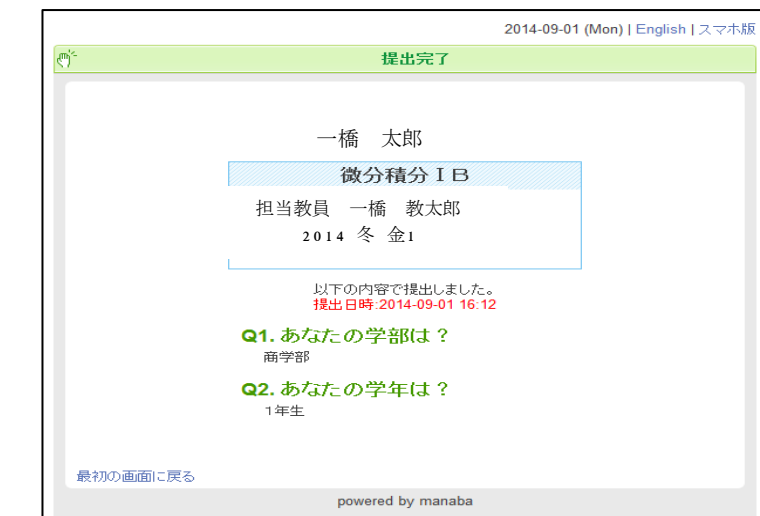 2014-09-01 (Mon) | English | スマホ版
提出完了
一橋　太郎
微分積分ⅠB
担当教員　一橋　教太郎
2014 冬 金1
以下の内容で提出しました。
提出日時:2014-09-01 16:12
Q1. あなたの学部は？
商学部
Q2. あなたの学年は？
1年生
最初の画面に戻る
powered by manaba